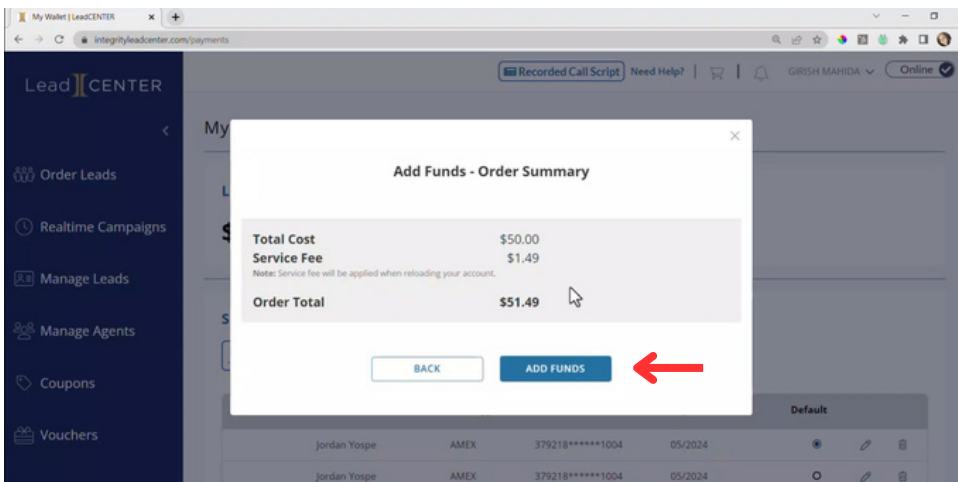 My Wallet | LeadCENTER
integrityleadcenter.com/payments
Lead CENTER
Recorded Call Script Need Help? GIRISH MAHIDA Online
My
Order Leads
Realtime Campaigns
Manage Leads
Manage Agents
Coupons
Vouchers
L
$
S
Add Funds - Order Summary
Total Cost $50.00
Service Fee $1.49
Note: Service fee will be applied when reloading your account.
Order Total $51.49
BACK ADD FUNDS
Default
Jordan Yospe AMEX 379218******1004 05/2024
Jordan Yospe AMEX 379218******1004 05/2024